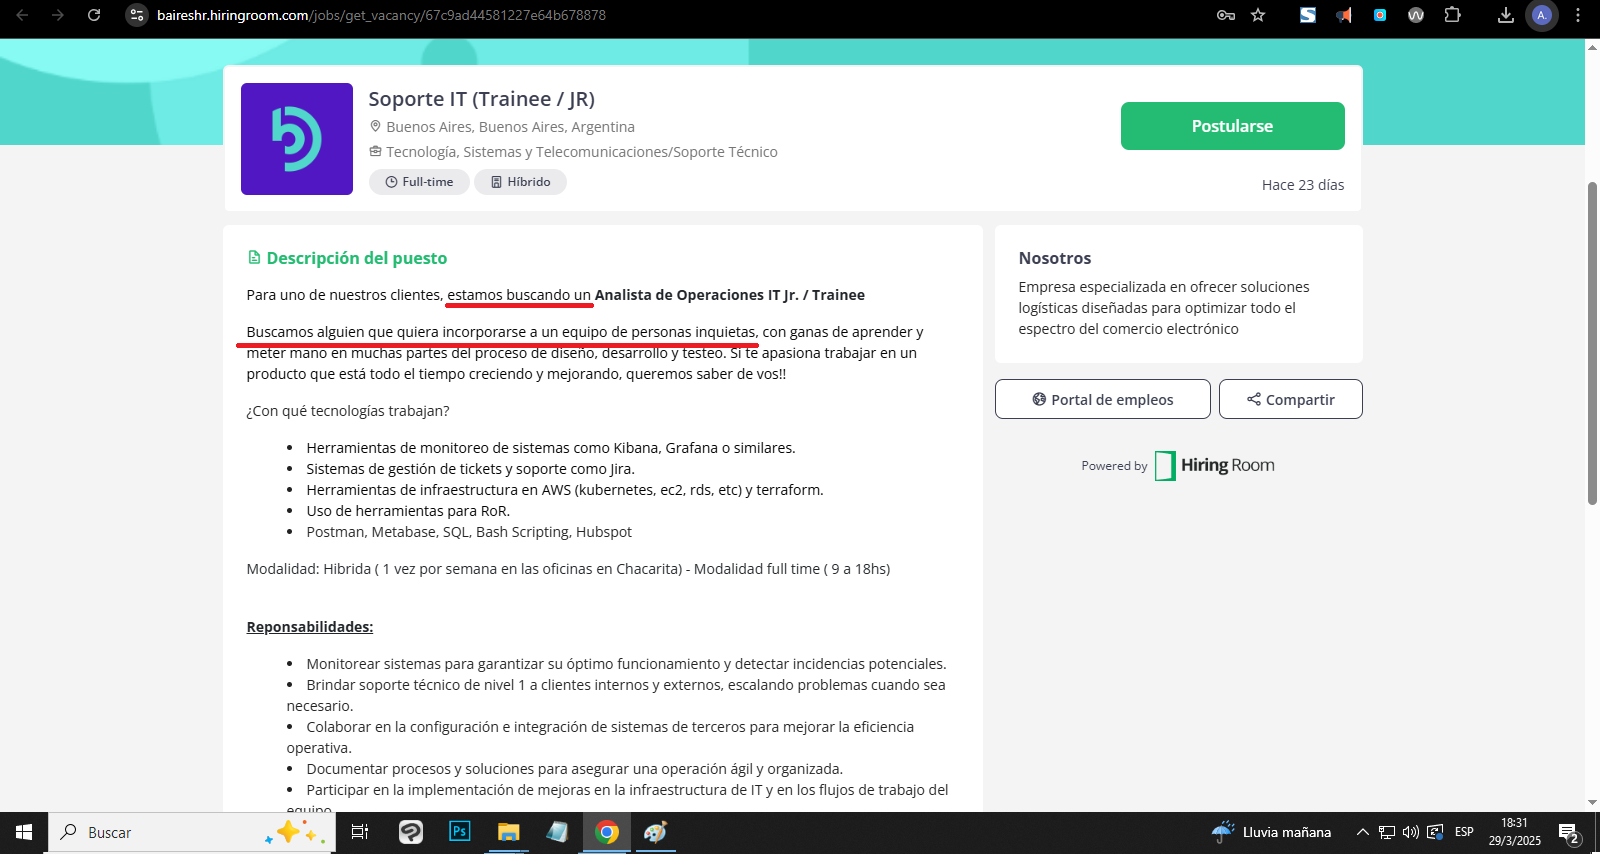 baireshr.hiringroom.com/jobs/get_vacancy/67c9ad44581227e64b678878
A.
Soporte IT (Trainee / JR)
Buenos Aires, Buenos Aires, Argentina
Tecnología, Sistemas y Telecomunicaciones/Soporte Técnico
Full-time
Híbrido
Postularse
Hace 23 días
Descripción del puesto
Para uno de nuestros clientes, estamos buscando un Analista de Operaciones IT Jr. / Trainee
Buscamos alguien que quiera incorporarse a un equipo de personas inquietas, con ganas de aprender y
meter mano en muchas partes del proceso de diseño, desarrollo y testeo. Si te apasiona trabajar en un
producto que está todo el tiempo creciendo y mejorando, queremos saber de vos!!
¿Con qué tecnologías trabajan?
• Herramientas de monitoreo de sistemas como Kibana, Grafana o similares.
• Sistemas de gestión de tickets y soporte como Jira.
• Herramientas de infraestructura en AWS (kubernetes, ec2, rds, etc) y terraform.
• Uso de herramientas para RoR.
• Postman, Metabase, SQL, Bash Scripting, Hubspot
Modalidad: Hibrida ( 1 vez por semana en las oficinas en Chacarita) - Modalidad full time ( 9 a 18hs)
Reponsabilidades:
• Monitorear sistemas para garantizar su óptimo funcionamiento y detectar incidencias potenciales.
• Brindar soporte técnico de nivel 1 a clientes internos y externos, escalando problemas cuando sea
necesario.
• Colaborar en la configuración e integración de sistemas de terceros para mejorar la eficiencia
operativa.
• Documentar procesos y soluciones para asegurar una operación ágil y organizada.
• Participar en la implementación de mejoras en la infraestructura de IT y en los flujos de trabajo del
equipo.
Nosotros
Empresa especializada en ofrecer soluciones
logísticas diseñadas para optimizar todo el
espectro del comercio electrónico
Portal de empleos
Compartir
Powered by Hiring Room
Buscar
Ps
Lluvia mañana
ESP
18:31
29/3/2025
2